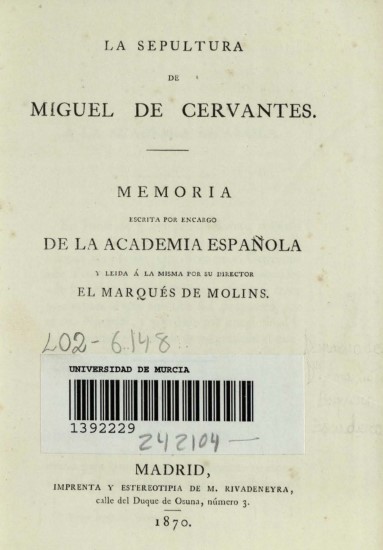 LA SEPULTURA
DE
MIGUEL DE CERVANTES.
MEMORIA
ESCRITA POR ENCARGO
DE LA ACADEMIA ESPAÑOLA
Y LEIDA Á LA MISMA POR SU DIRECTOR
EL MARQUÉS DE MOLINS.
LO2-6148
UNIVERSIDAD DE MURCIA
1392229
242104—
MADRID,
IMPRENTA Y ESTEREOTIPIA DE M. RIVADENEYRA,
calle del Duque de Osuna, número 3.
1870.